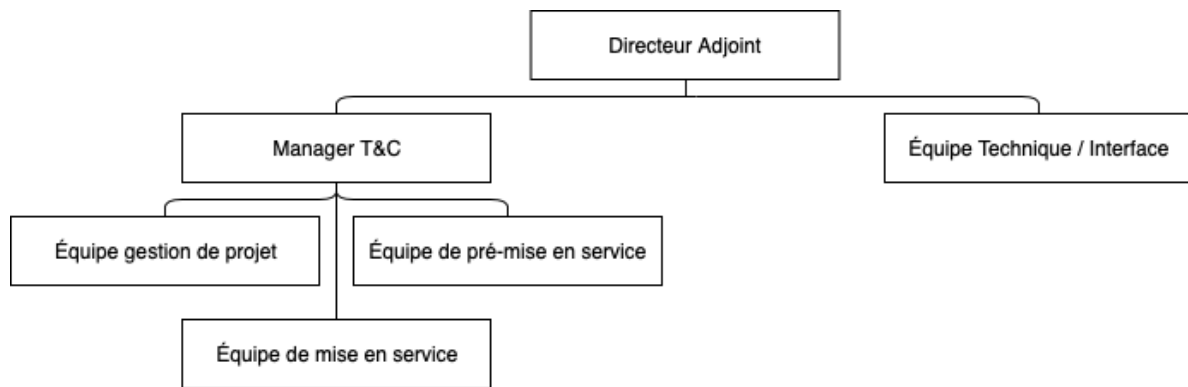 Directeur Adjoint
Manager T&C
Équipe Technique / Interface
Équipe gestion de projet
Équipe de pré-mise en service
Équipe de mise en service